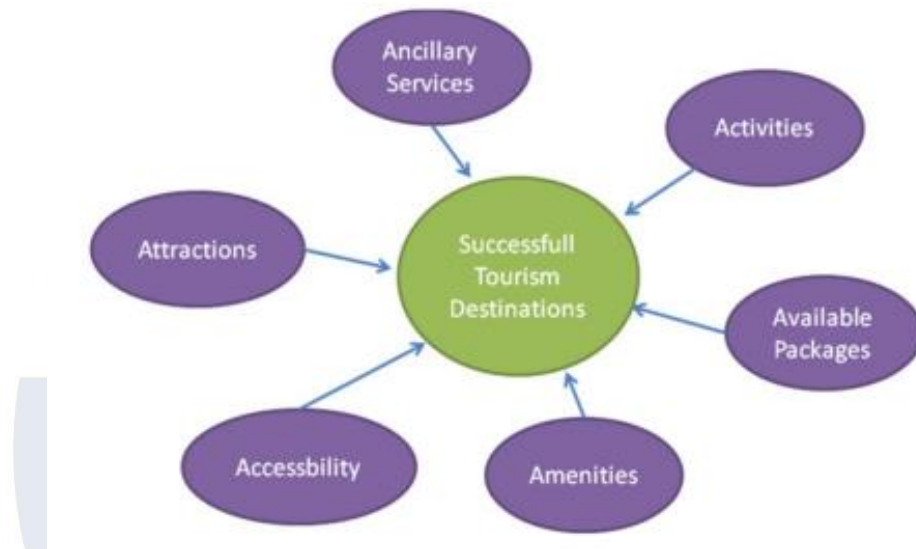 Ancillary
Services
Activities
Attractions
Successfull
Tourism
Destinations
Available
Packages
Accessbility
Amenities